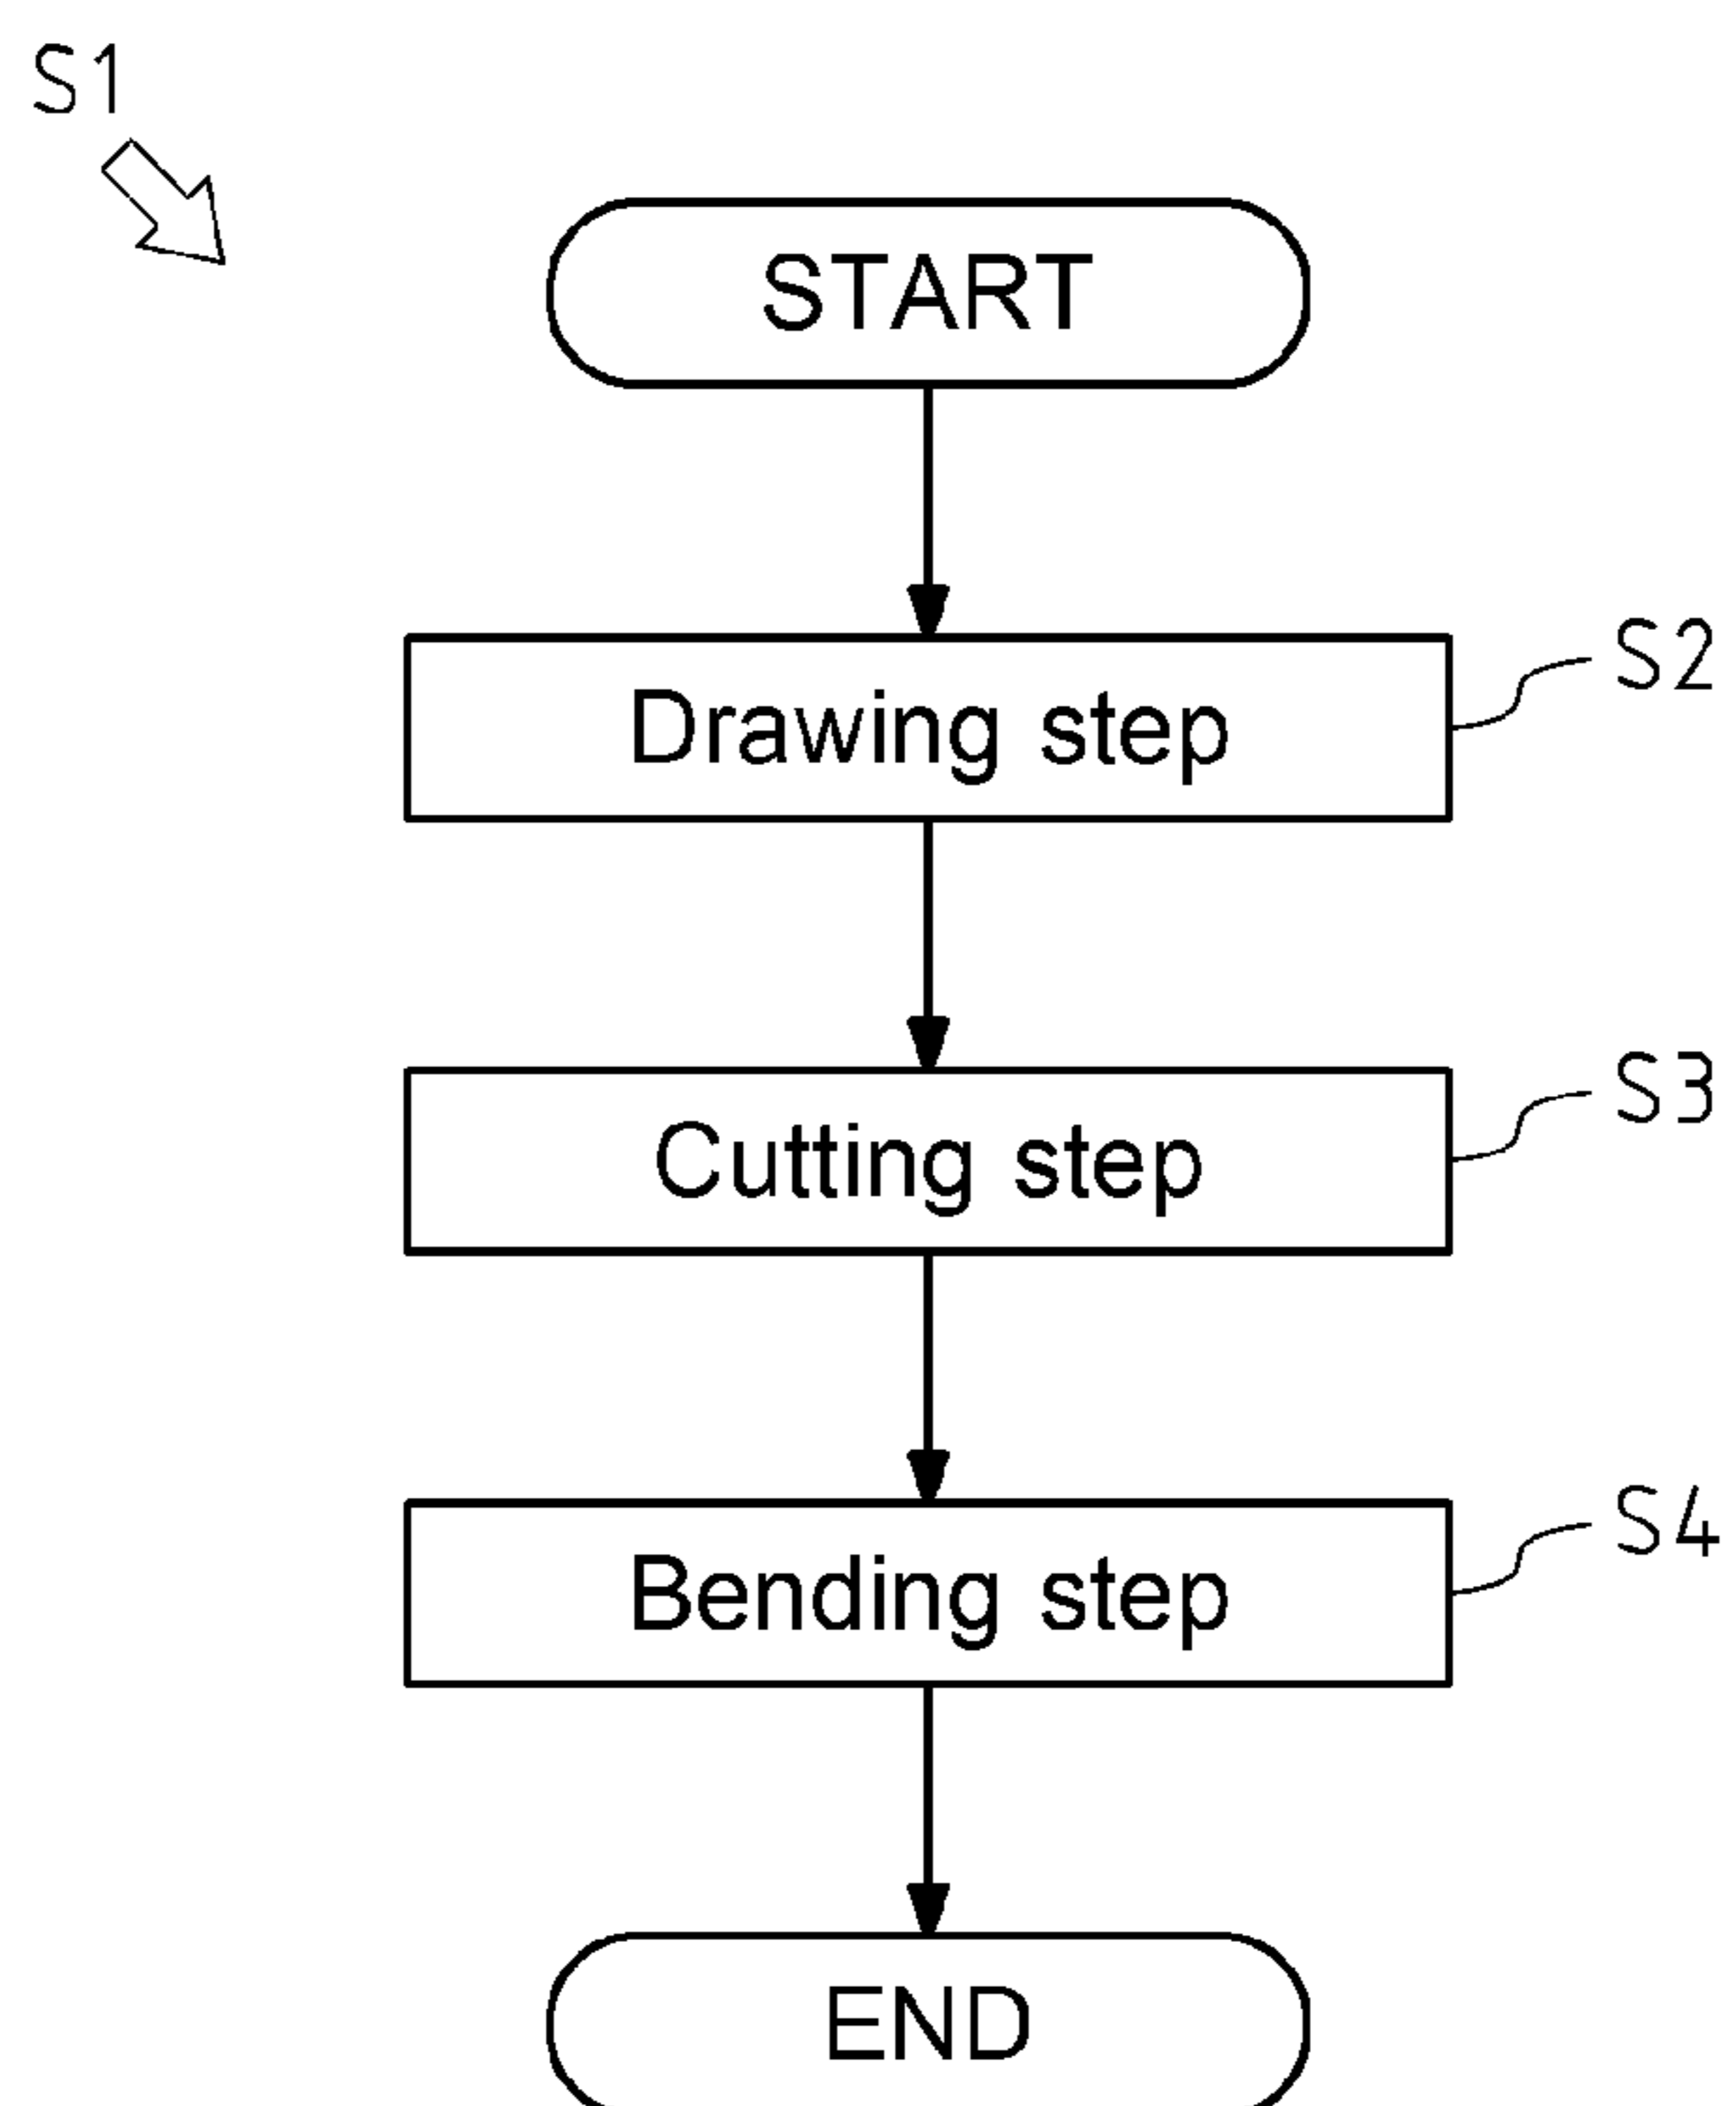 S1
START
Drawing step
S2
Cutting step
S3
Bending step
S4
END